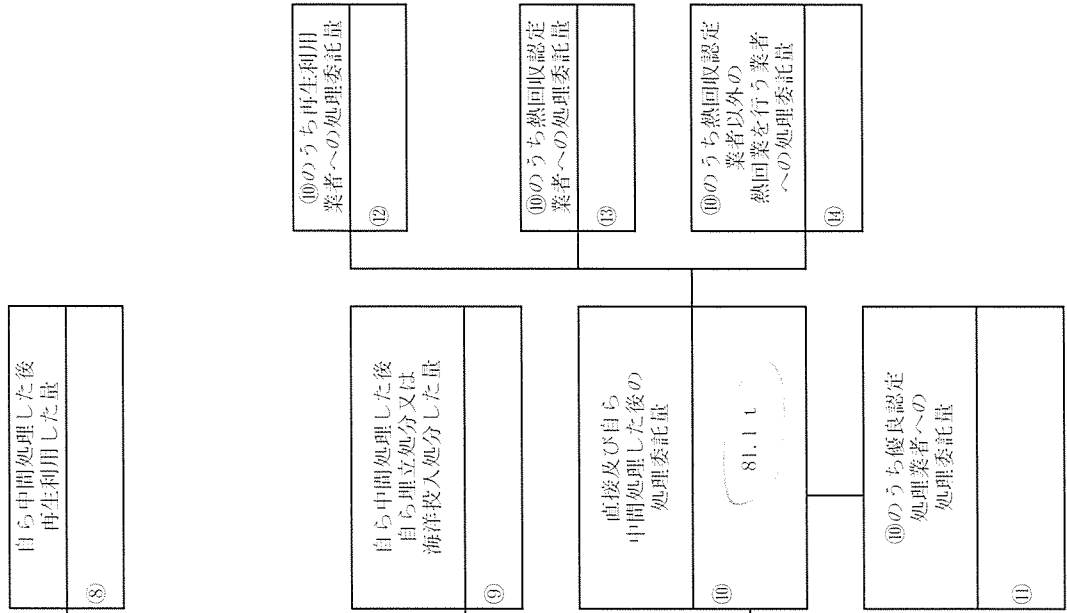 自ら中間処理した後
再生利用した量
⑧
自ら中間処理した後
自ら埋立処分又は
海洋投入処分した量
⑨
直接及び自ら
中間処理した後の
処理委託量
⑩
81.1 t
⑩のうち優良認定
処理業者への
処理委託量
⑪
⑩のうち再生利用
業者への処理委託量
⑫
⑩のうち熱回収認定
業者への処理委託量
⑬
⑩のうち熱回収認定
業者以外の
熱回業を行う業者
への処理委託量
⑭